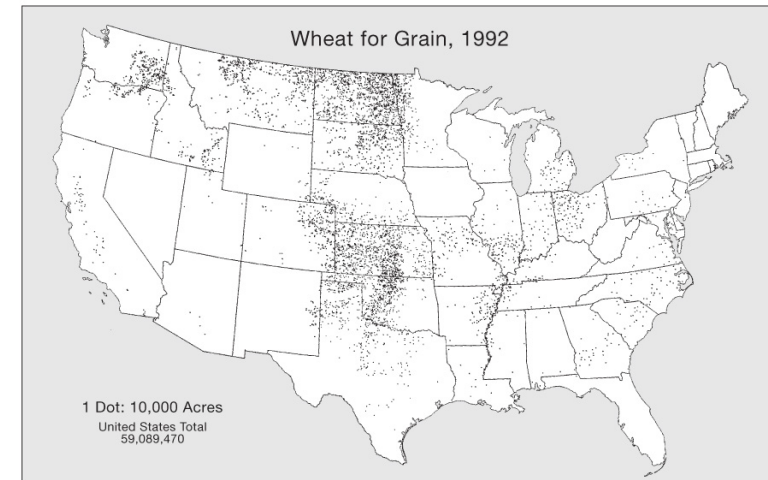 Wheat for Grain, 1992
1 Dot: 10,000 Acres
United States Total
59,089,470